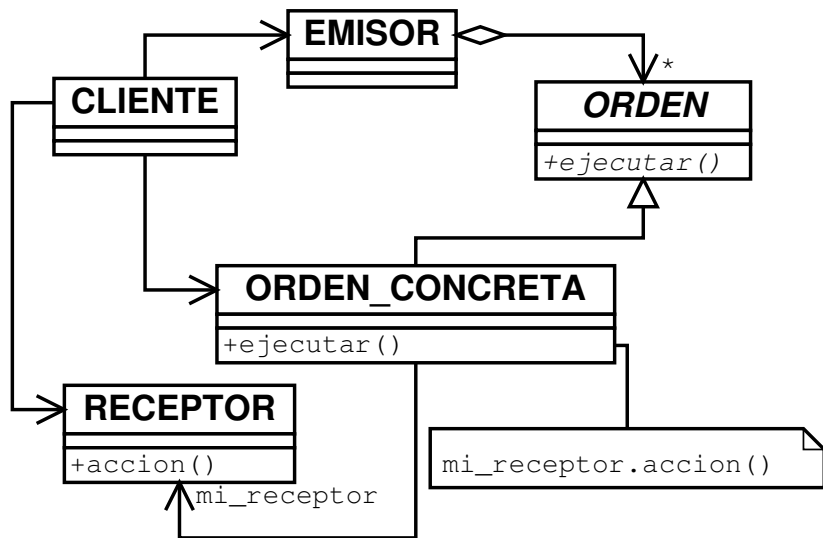 EMISOR
CLIENTE
*
ORDEN
+ejecutar()
ORDEN_CONCRETA
+ejecutar()
RECEPTOR
+accion()
mi_receptor
mi_receptor.accion()